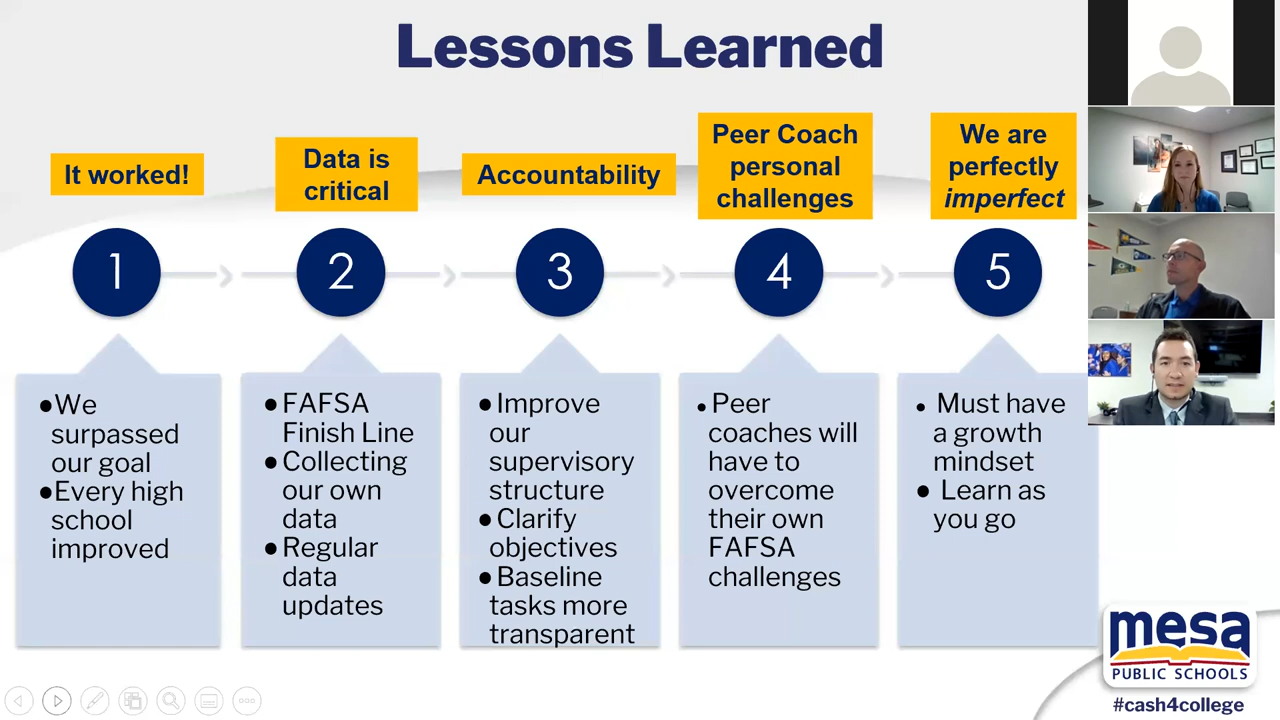 Lessons Learned
It worked!
Data is
critical
Accountability
Peer Coach
personal
challenges
We are
perfectly
imperfect
1
2
3
4
5
●We
surpassed
our goal
●Every high
school
improved
●FAFSA
Finish Line
●Collecting
our own
data
●Regular
data
updates
●Improve
our
supervisory
structure
●Clarify
objectives
●Baseline
tasks more
transparent
• Peer
coaches will
have to
overcome
their own
FAFSA
challenges
• Must have
a growth
mindset
● Learn as
you go
mesa
PUBLIC SCHOOLS
#cash4college